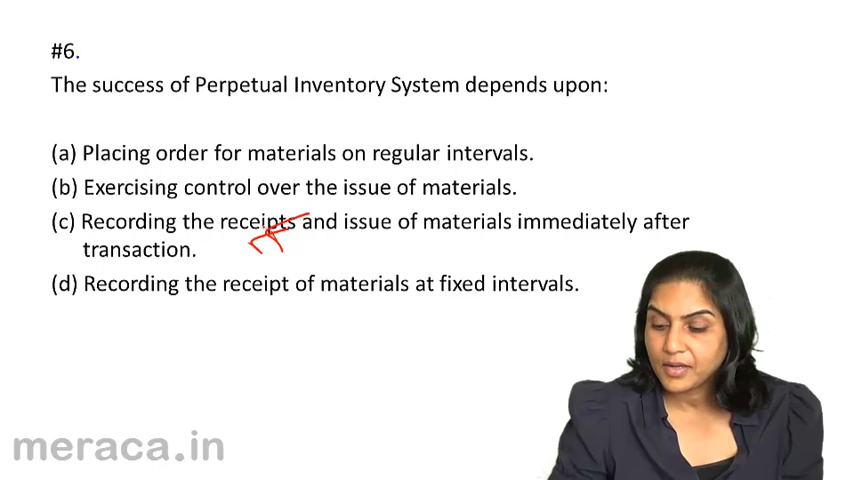 #6.
The success of Perpetual Inventory System depends upon:
(a) Placing order for materials on regular intervals.
(b) Exercising control over the issue of materials.
(c) Recording the receipts and issue of materials immediately after
transaction.
(d) Recording the receipt of materials at fixed intervals.
meraca.in